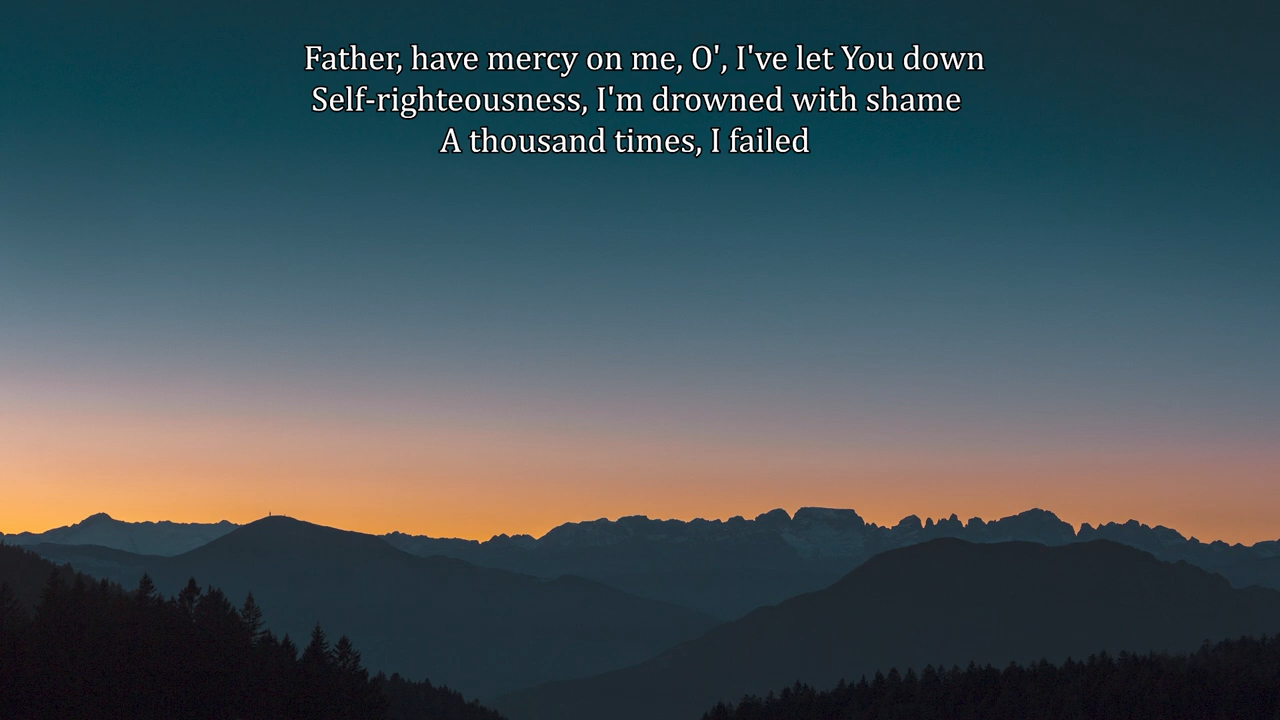 Father, have mercy on me, O', I've let You down
Self-righteousness, I'm drowned with shame
A thousand times, I failed